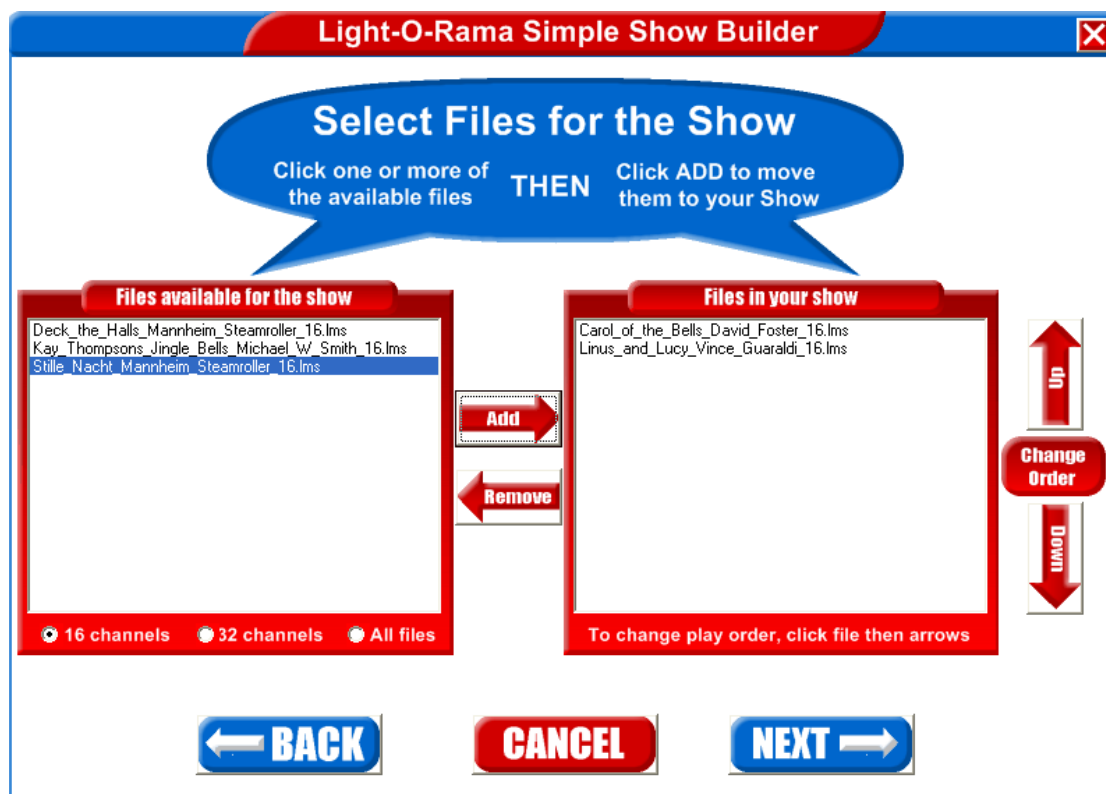 Light-O-Rama Simple Show Builder
Select Files for the Show
Click one or more of
the available files
THEN
Click ADD to move
them to your Show
Files available for the show
Deck_the_Halls_Mannheim_Steamroller_16.lms
Kay_Thompsons_Jingle_Bells_Michael_W_Smith_16.lms
Stille_Nacht_Mannheim_Steamroller_16.lms
16 channels
32 channels
All files
Add
Remove
Files in your show
Carol_of_the_Bells_David_Foster_16.lms
Linus_and_Lucy_Vince_Guaraldi_16.lms
To change play order, click file then arrows
Up
Change
Order
Down
BACK
CANCEL
NEXT